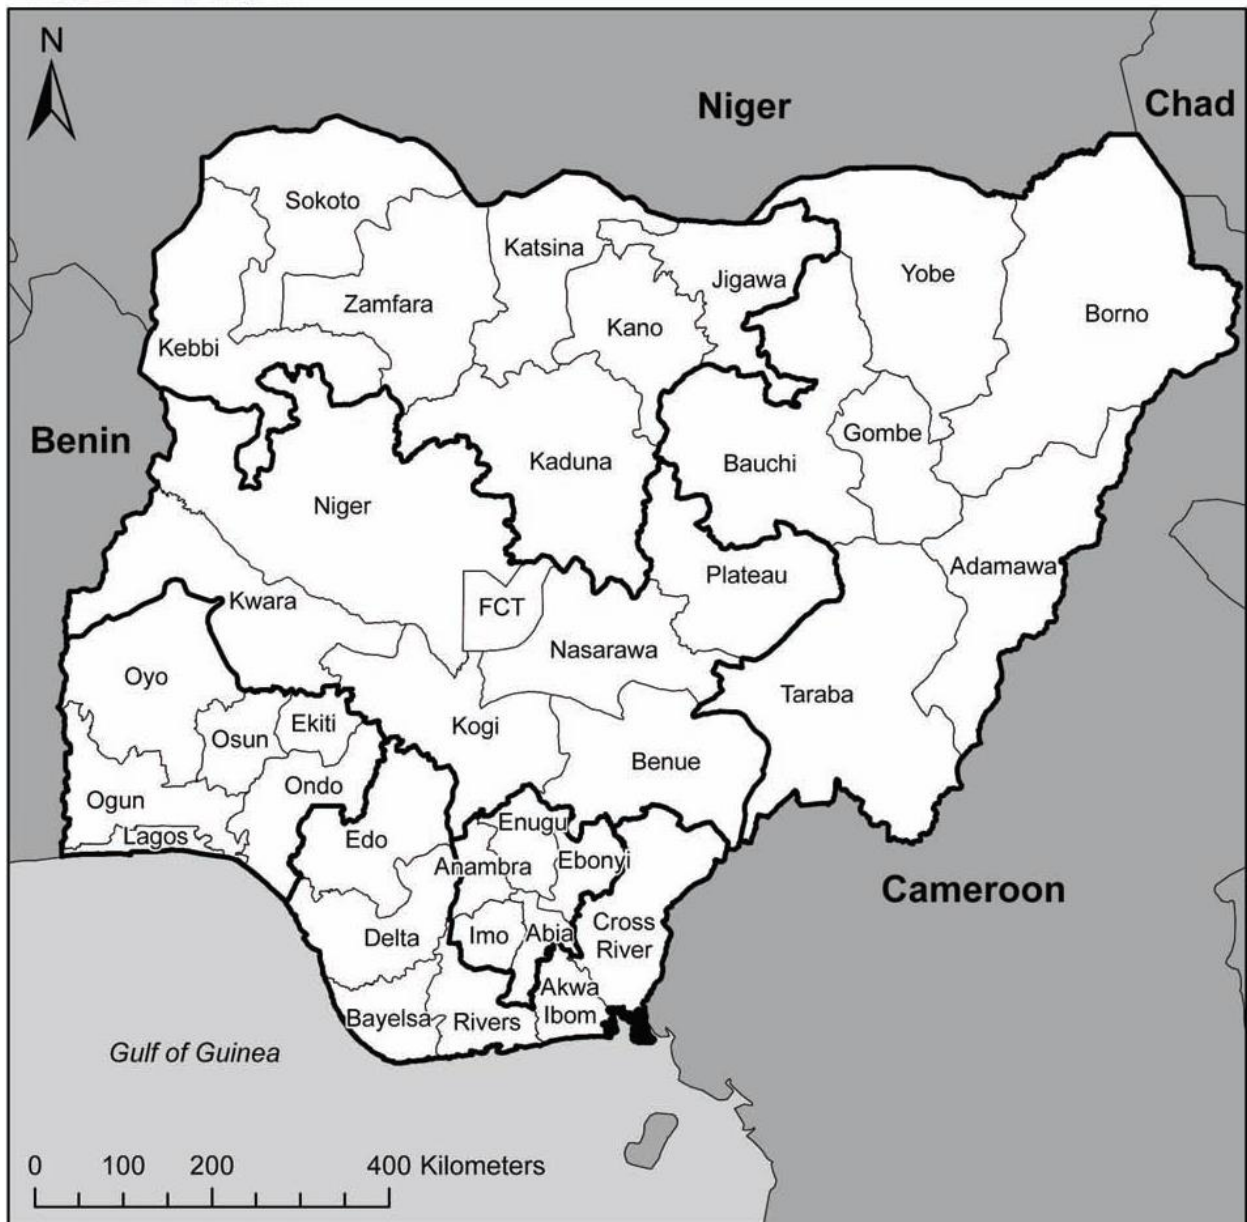 N
Niger
Chad
Sokoto
Katsina
Yobe
Jigawa
Zamfara
Borno
Kano
Kebbi
Benin
Gombe
Kaduna
Bauchi
Niger
Adamawa
Plateau
FCT
Kwara
Nasarawa
Oyo
Taraba
Ekiti
Kogi
Osun
Benue
Ondo
Ogun
Enugu
Lagos
Edo
Ebonyi
Anambra
Cameroon
Cross
River
Imo
Abia
Delta
Akwa
Ibom
Bayelsa
Rivers
Gulf of Guinea
0 100 200 400 Kilometers